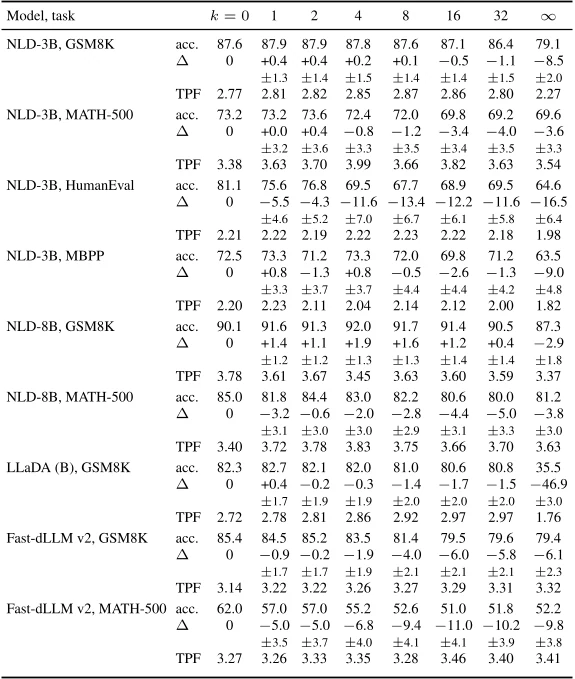 Model, task k = 0 1 2 4 8 16 32 ∞
NLD-3B, GSM8K acc. 87.6 87.9 87.9 87.8 87.6 87.1 86.4 79.1
Δ 0 +0.4 +0.4 +0.2 +0.1 −0.5 −1.1 −8.5
±1.3 ±1.4 ±1.5 ±1.4 ±1.4 ±1.5 ±2.0
TPF 2.77 2.81 2.82 2.85 2.87 2.86 2.80 2.27
NLD-3B, MATH-500 acc. 73.2 73.2 73.6 72.4 72.0 69.8 69.2 69.6
Δ 0 +0.0 +0.4 −0.8 −1.2 −3.4 −4.0 −3.6
±3.2 ±3.6 ±3.3 ±3.5 ±3.4 ±3.5 ±3.3
TPF 3.38 3.63 3.70 3.99 3.66 3.82 3.63 3.54
NLD-3B, HumanEval acc. 81.1 75.6 76.8 69.5 67.7 68.9 69.5 64.6
Δ 0 −5.5 −4.3 −11.6 −13.4 −12.2 −11.6 −16.5
±4.6 ±5.2 ±7.0 ±6.7 ±6.1 ±5.8 ±6.4
TPF 2.21 2.22 2.19 2.22 2.23 2.22 2.18 1.98
NLD-3B, MBPP acc. 72.5 73.3 71.2 73.3 72.0 69.8 71.2 63.5
Δ 0 +0.8 −1.3 +0.8 −0.5 −2.6 −1.3 −9.0
±3.3 ±3.7 ±3.7 ±4.4 ±4.4 ±4.2 ±4.8
TPF 2.20 2.23 2.11 2.04 2.14 2.12 2.00 1.82
NLD-8B, GSM8K acc. 90.1 91.6 91.3 92.0 91.7 91.4 90.5 87.3
Δ 0 +1.4 +1.1 +1.9 +1.6 +1.2 +0.4 −2.9
±1.2 ±1.2 ±1.3 ±1.3 ±1.4 ±1.4 ±1.8
TPF 3.78 3.61 3.67 3.45 3.63 3.60 3.59 3.37
NLD-8B, MATH-500 acc. 85.0 81.8 84.4 83.0 82.2 80.6 80.0 81.2
Δ 0 −3.2 −0.6 −2.0 −2.8 −4.4 −5.0 −3.8
±3.1 ±3.0 ±3.0 ±2.9 ±3.1 ±3.3 ±3.0
TPF 3.40 3.72 3.78 3.83 3.75 3.66 3.70 3.63
LLaDA (B), GSM8K acc. 82.3 82.7 82.1 82.0 81.0 80.6 80.8 35.5
Δ 0 +0.4 −0.2 −0.3 −1.4 −1.7 −1.5 −46.9
±1.7 ±1.9 ±1.9 ±2.0 ±2.0 ±2.0 ±3.0
TPF 2.72 2.78 2.81 2.86 2.92 2.97 2.97 1.76
Fast-dLLM v2, GSM8K acc. 85.4 84.5 85.2 83.5 81.4 79.5 79.6 79.4
Δ 0 −0.9 −0.2 −1.9 −4.0 −6.0 −5.8 −6.1
±1.7 ±1.7 ±1.9 ±2.1 ±2.1 ±2.1 ±2.3
TPF 3.14 3.22 3.22 3.26 3.27 3.29 3.31 3.32
Fast-dLLM v2, MATH-500 acc. 62.0 57.0 57.0 55.2 52.6 51.0 51.8 52.2
Δ 0 −5.0 −5.0 −6.8 −9.4 −11.0 −10.2 −9.8
±3.5 ±3.7 ±4.0 ±4.1 ±4.1 ±3.9 ±3.8
TPF 3.27 3.26 3.33 3.35 3.28 3.46 3.40 3.41